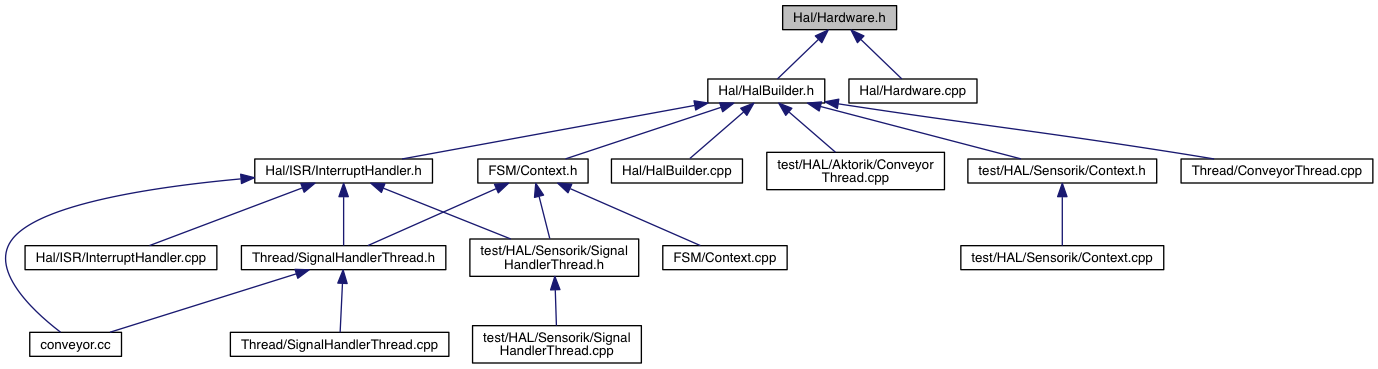 Hal/Hardware.h
Hal/HalBuilder.h
Hal/Hardware.cpp
Hal/ISR/InterruptHandler.h
FSM/Context.h
Hal/HalBuilder.cpp
test/HAL/Aktorik/Conveyor
Thread.cpp
test/HAL/Sensorik/Context.h
Thread/ConveyorThread.cpp
Hal/ISR/InterruptHandler.cpp
Thread/SignalHandlerThread.h
test/HAL/Sensorik/Signal
HandlerThread.h
FSM/Context.cpp
test/HAL/Sensorik/Context.cpp
conveyor.cc
Thread/SignalHandlerThread.cpp
test/HAL/Sensorik/Signal
HandlerThread.cpp